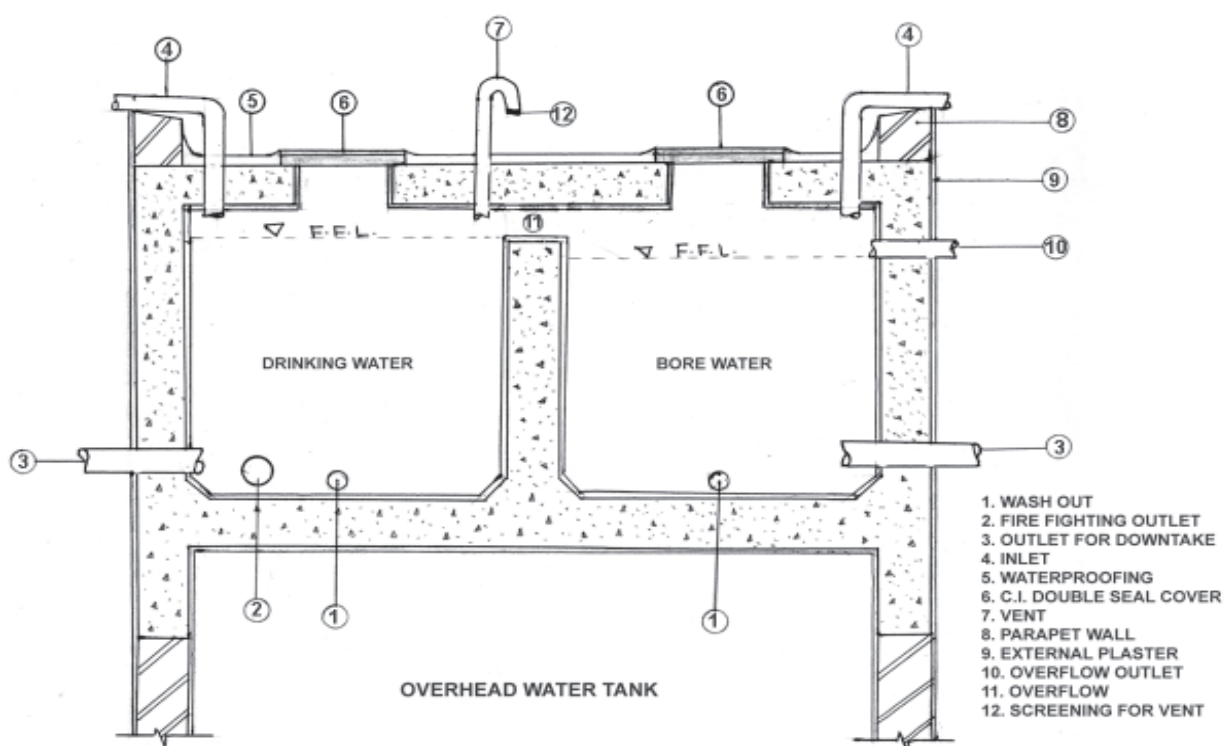 7
4
4
5
6
12
6
8
9
11
F.F.L.
10
F.F.L.
DRINKING WATER
BORE WATER
3
3
2
1
1
OVERHEAD WATER TANK
1. WASH OUT
2. FIRE FIGHTING OUTLET
3. OUTLET FOR DOWNTAKE
4. INLET
5. WATERPROOFING
6. C.I. DOUBLE SEAL COVER
7. VENT
8. PARAPET WALL
9. EXTERNAL PLASTER
10. OVERFLOW OUTLET
11. OVERFLOW
12. SCREENING FOR VENT